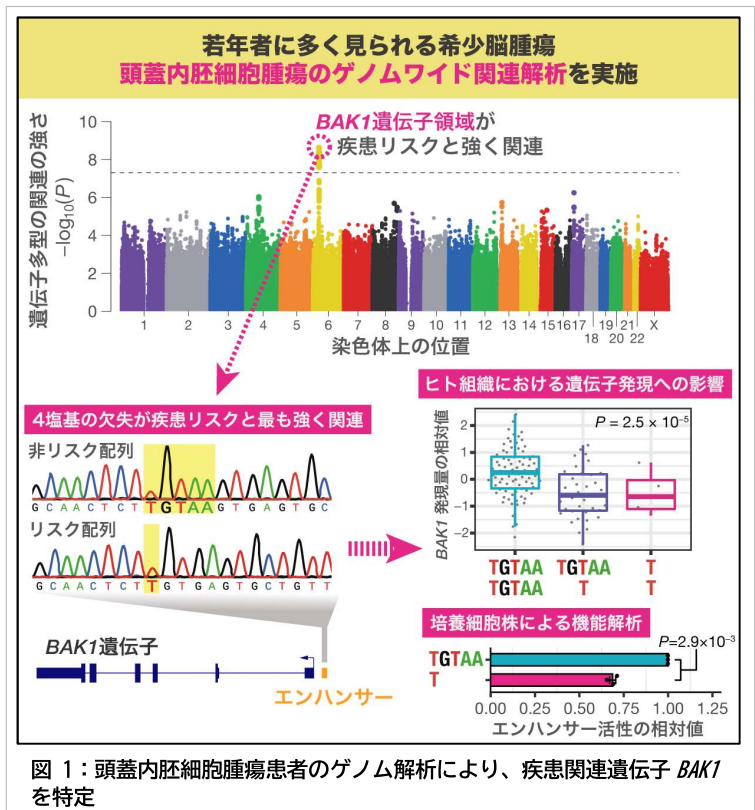 若年者に多く見られる希少脳腫瘍
頭蓋内胚細胞腫瘍のゲノムワイド関連解析を実施
遺伝子多型の関連の強さ
−log10(P)
10
8
6
4
2
0
BAK1遺伝子領域が
疾患リスクと強く関連
1 2 3 4 5 6 7 8 9 10 11 12 13 14 15 16 17 18 19 20 21 22 X
染色体上の位置
4塩基の欠失が疾患リスクと最も強く関連
非リスク配列
G C A A C T C T T G T A A G T G A G T G C
リスク配列
G C A A C T C T T G T G A G T G C T G T T
BAK1遺伝子
エンハンサー
ヒト組織における遺伝子発現への影響
BAK1 発現量の相対値
P = 2.5 × 10⁻⁵
2
1
0
−1
−2
TGTAA TGTAA T
TGTAA T T
培養細胞株による機能解析
P=2.9×10⁻³
TGTAA
T
0.00 0.25 0.50 0.75 1.00 1.25
エンハンサー活性の相対値
図 1：頭蓋内胚細胞腫瘍患者のゲノム解析により、疾患関連遺伝子 BAK1
を特定